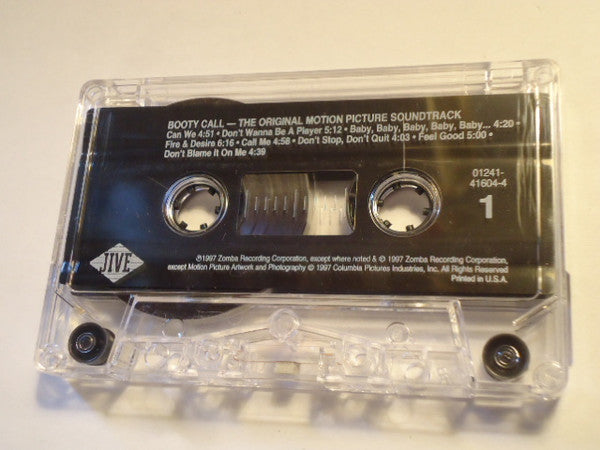 BOOTY CALL — THE ORIGINAL MOTION PICTURE SOUNDTRACK
Can We 4:51 • Don't Wanna Be A Player 5:12 • Baby, Baby, Baby, Baby, Baby... 4:20 •
Fire & Desire 6:16 • Call Me 4:58 • Don't Stop, Don't Quit 4:03 • Feel Good 5:00 •
Don't Blame It On Me 4:39
01241-
41604-4
1
JIVE
℗1997 Zomba Recording Corporation, except where noted & © 1997 Zomba Recording Corporation,
except Motion Picture Artwork and Photography © 1997 Columbia Pictures Industries, Inc. All Rights Reserved
Printed in U.S.A.